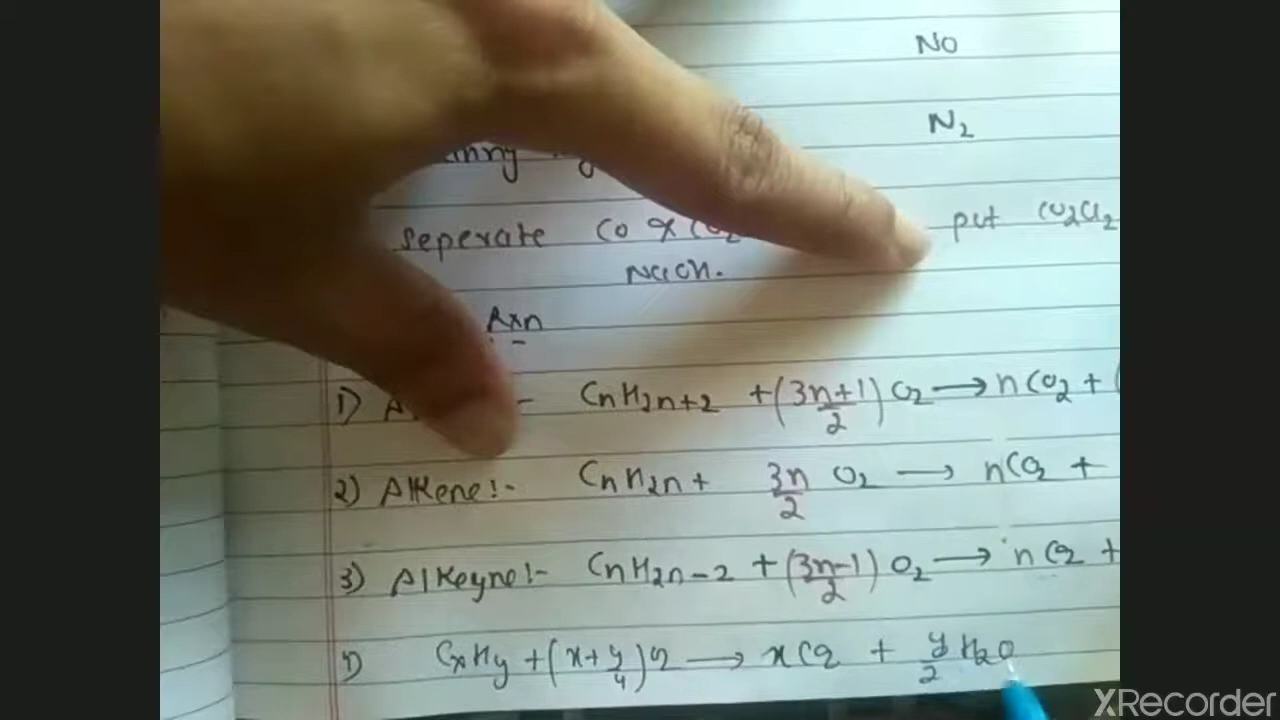 NO
N2
seperate CO & CO2 put Cu2Cl2
NaOH.
Rxn
1) CnH2n+2 + (3n+1/2) O2 → nCO2 + (
2) Alkene:- CnH2n + 3n/2 O2 → nCO2 +
3) Alkeyne:- CnH2n-2 + (3n-1/2) O2 → nCO2 +
CxHy + (x+y/4) O2 → xCO2 + y/2 H2O
XRecorder